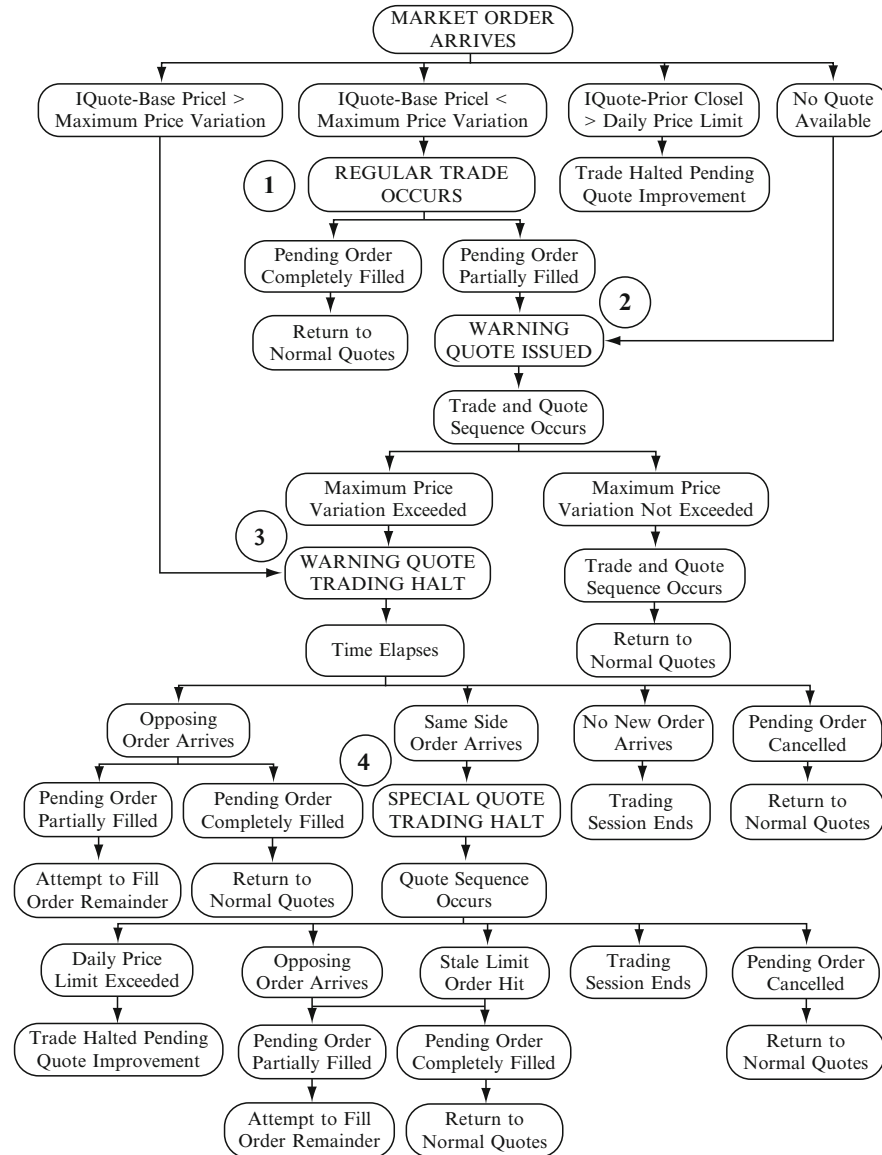 MARKET ORDER
ARRIVES
IQuote-Base Pricel >
Maximum Price Variation
IQuote-Base Pricel <
Maximum Price Variation
IQuote-Prior Closel
> Daily Price Limit
No Quote
Available
1
REGULAR TRADE
OCCURS
Trade Halted Pending
Quote Improvement
Pending Order
Completely Filled
Pending Order
Partially Filled
2
Return to
Normal Quotes
WARNING
QUOTE ISSUED
Trade and Quote
Sequence Occurs
Maximum Price
Variation Exceeded
Maximum Price
Variation Not Exceeded
3
WARNING QUOTE
TRADING HALT
Trade and Quote
Sequence Occurs
Time Elapses
Return to
Normal Quotes
Opposing
Order Arrives
Same Side
Order Arrives
No New Order
Arrives
Pending Order
Cancelled
4
Pending Order
Partially Filled
Pending Order
Completely Filled
SPECIAL QUOTE
TRADING HALT
Trading
Session Ends
Return to
Normal Quotes
Attempt to Fill
Order Remainder
Return to
Normal Quotes
Quote Sequence
Occurs
Daily Price
Limit Exceeded
Opposing
Order Arrives
Stale Limit
Order Hit
Trading
Session Ends
Pending Order
Cancelled
Trade Halted Pending
Quote Improvement
Pending Order
Partially Filled
Pending Order
Completely Filled
Return to
Normal Quotes
Attempt to Fill
Order Remainder
Return to
Normal Quotes